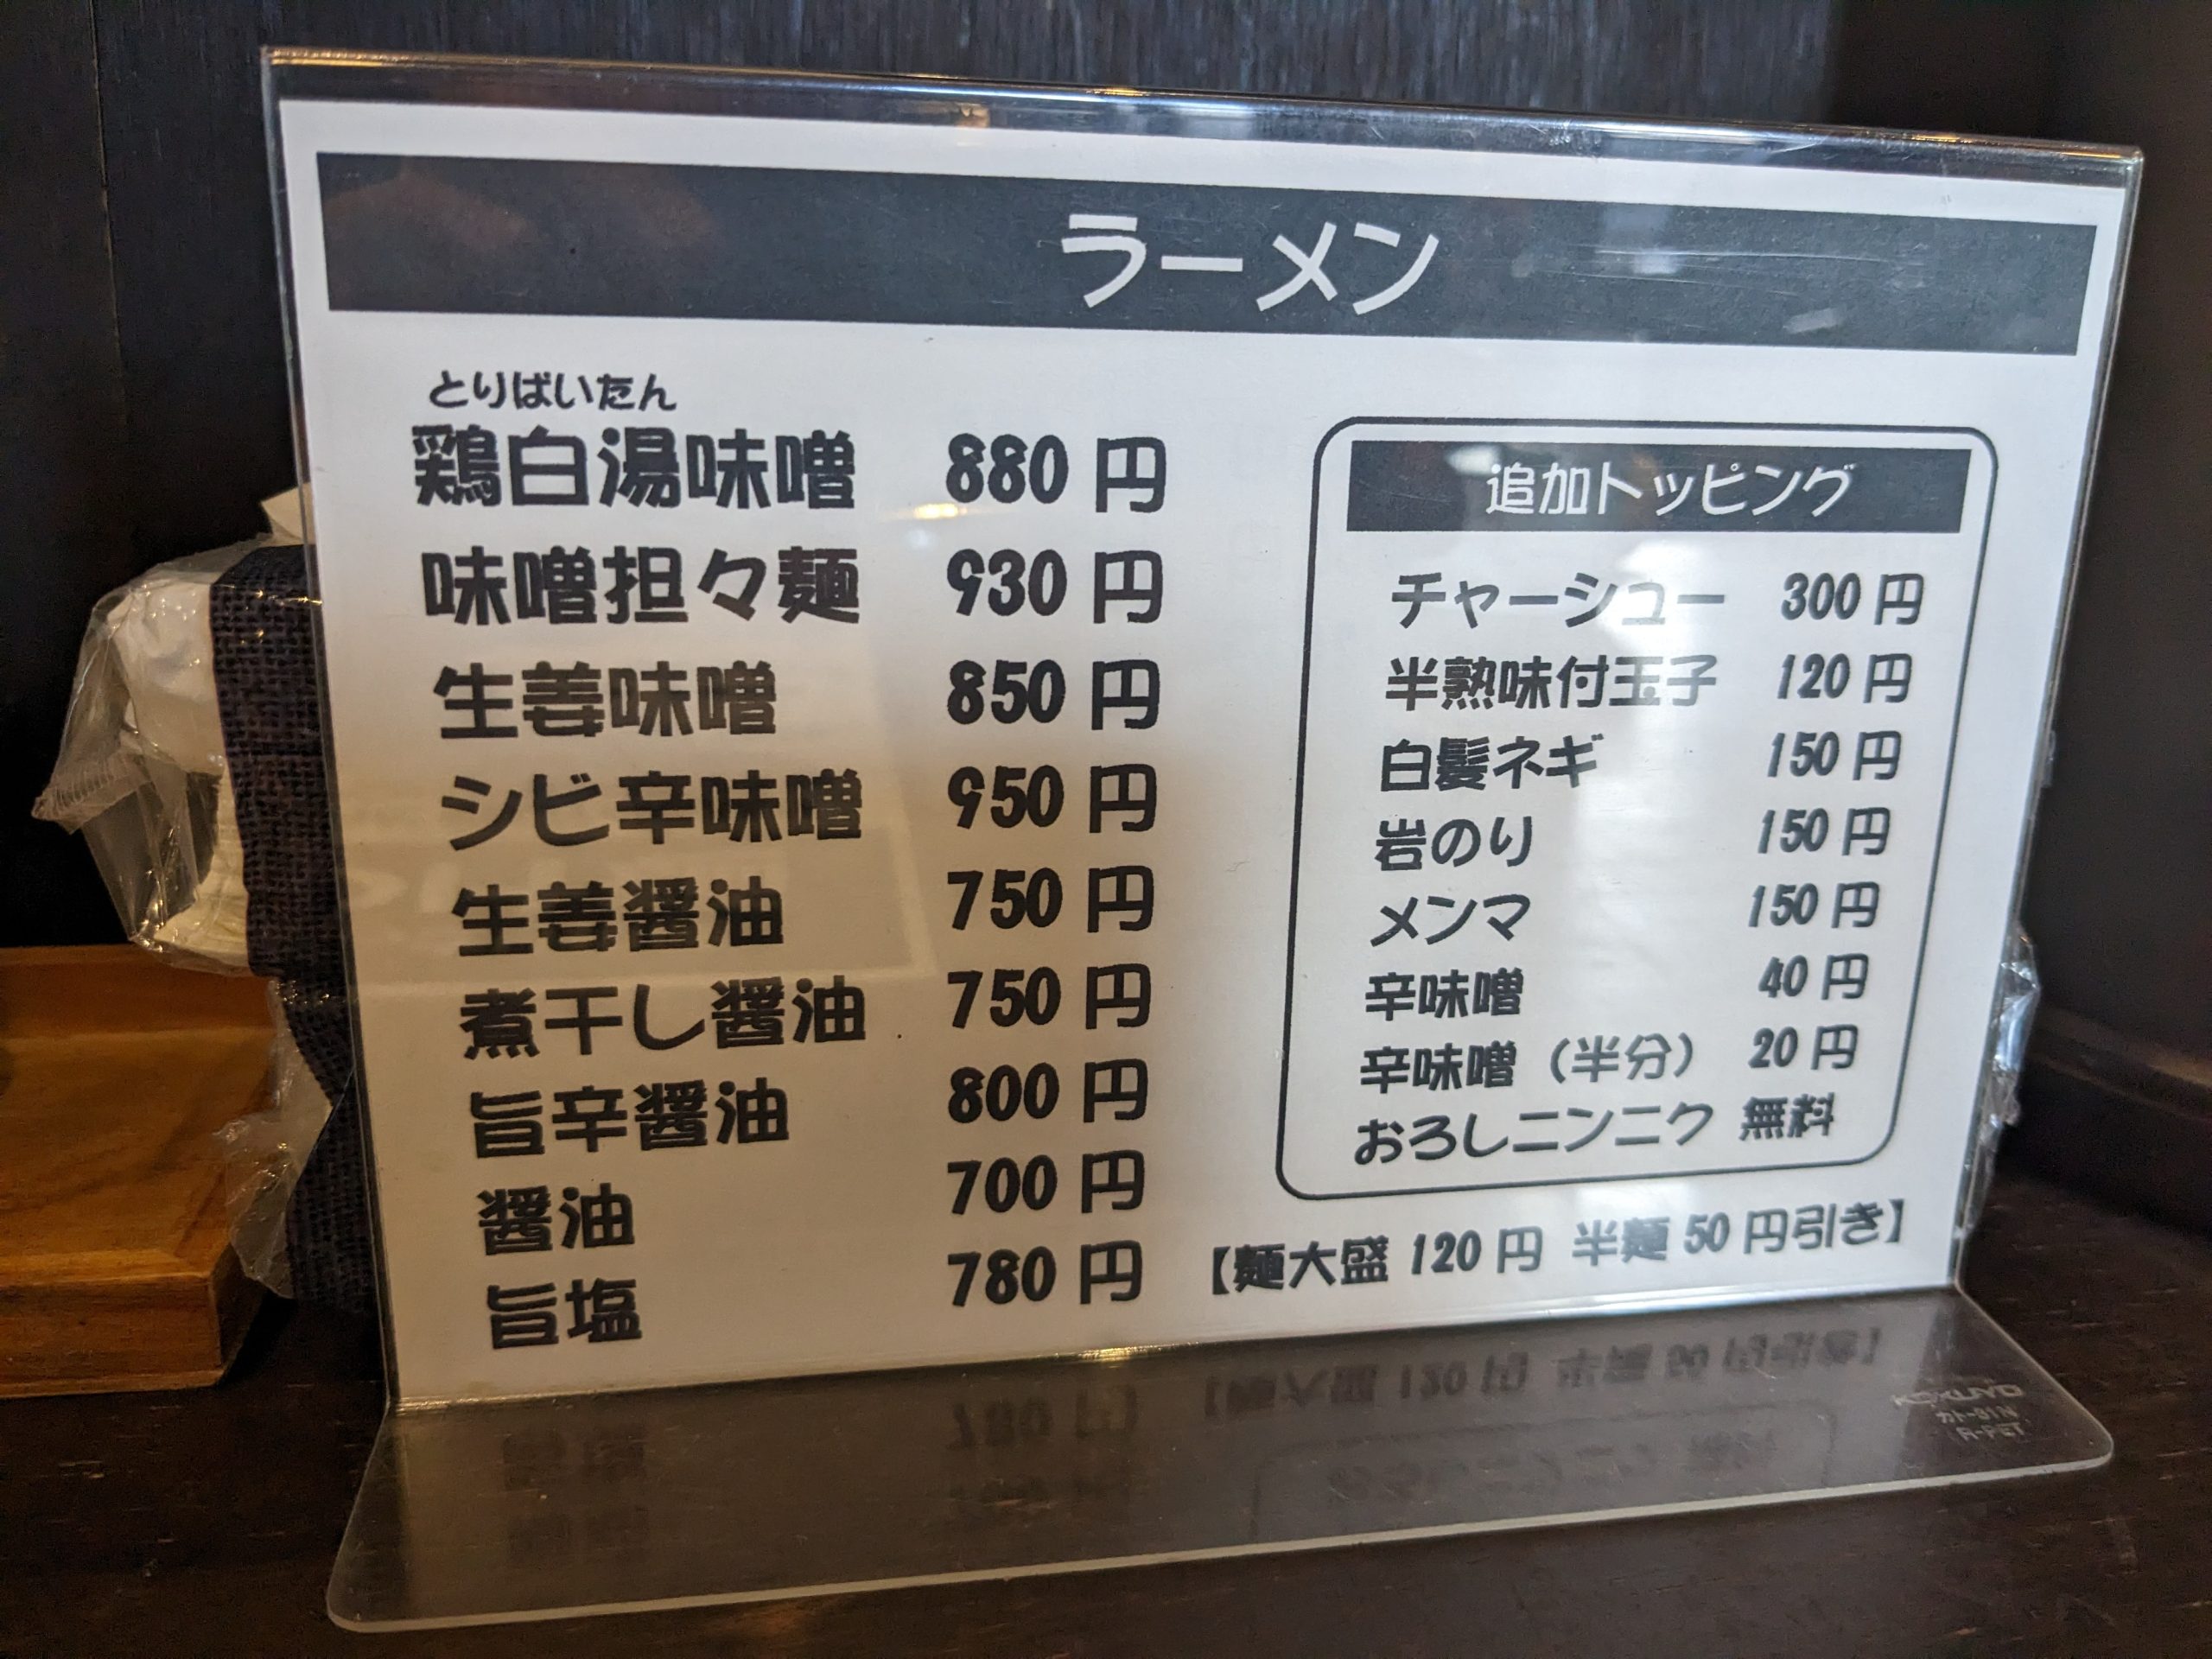 ラーメン
とりばいたん
鶏白湯味噌 880円
味噌担々麺 930円
生姜味噌 850円
シビ辛味噌 950円
生姜醤油 750円
煮干し醤油 750円
旨辛醤油 800円
醤油 700円
旨塩 780円
追加トッピング
チャーシュー 300円
半熟味付玉子 120円
白髪ネギ 150円
岩のり 150円
メンマ 150円
辛味噌 40円
辛味噌（半分） 20円
おろしニンニク 無料
【麺大盛 120円 半麺 50円引き】
KOKUYO
カト-31N
R-PET